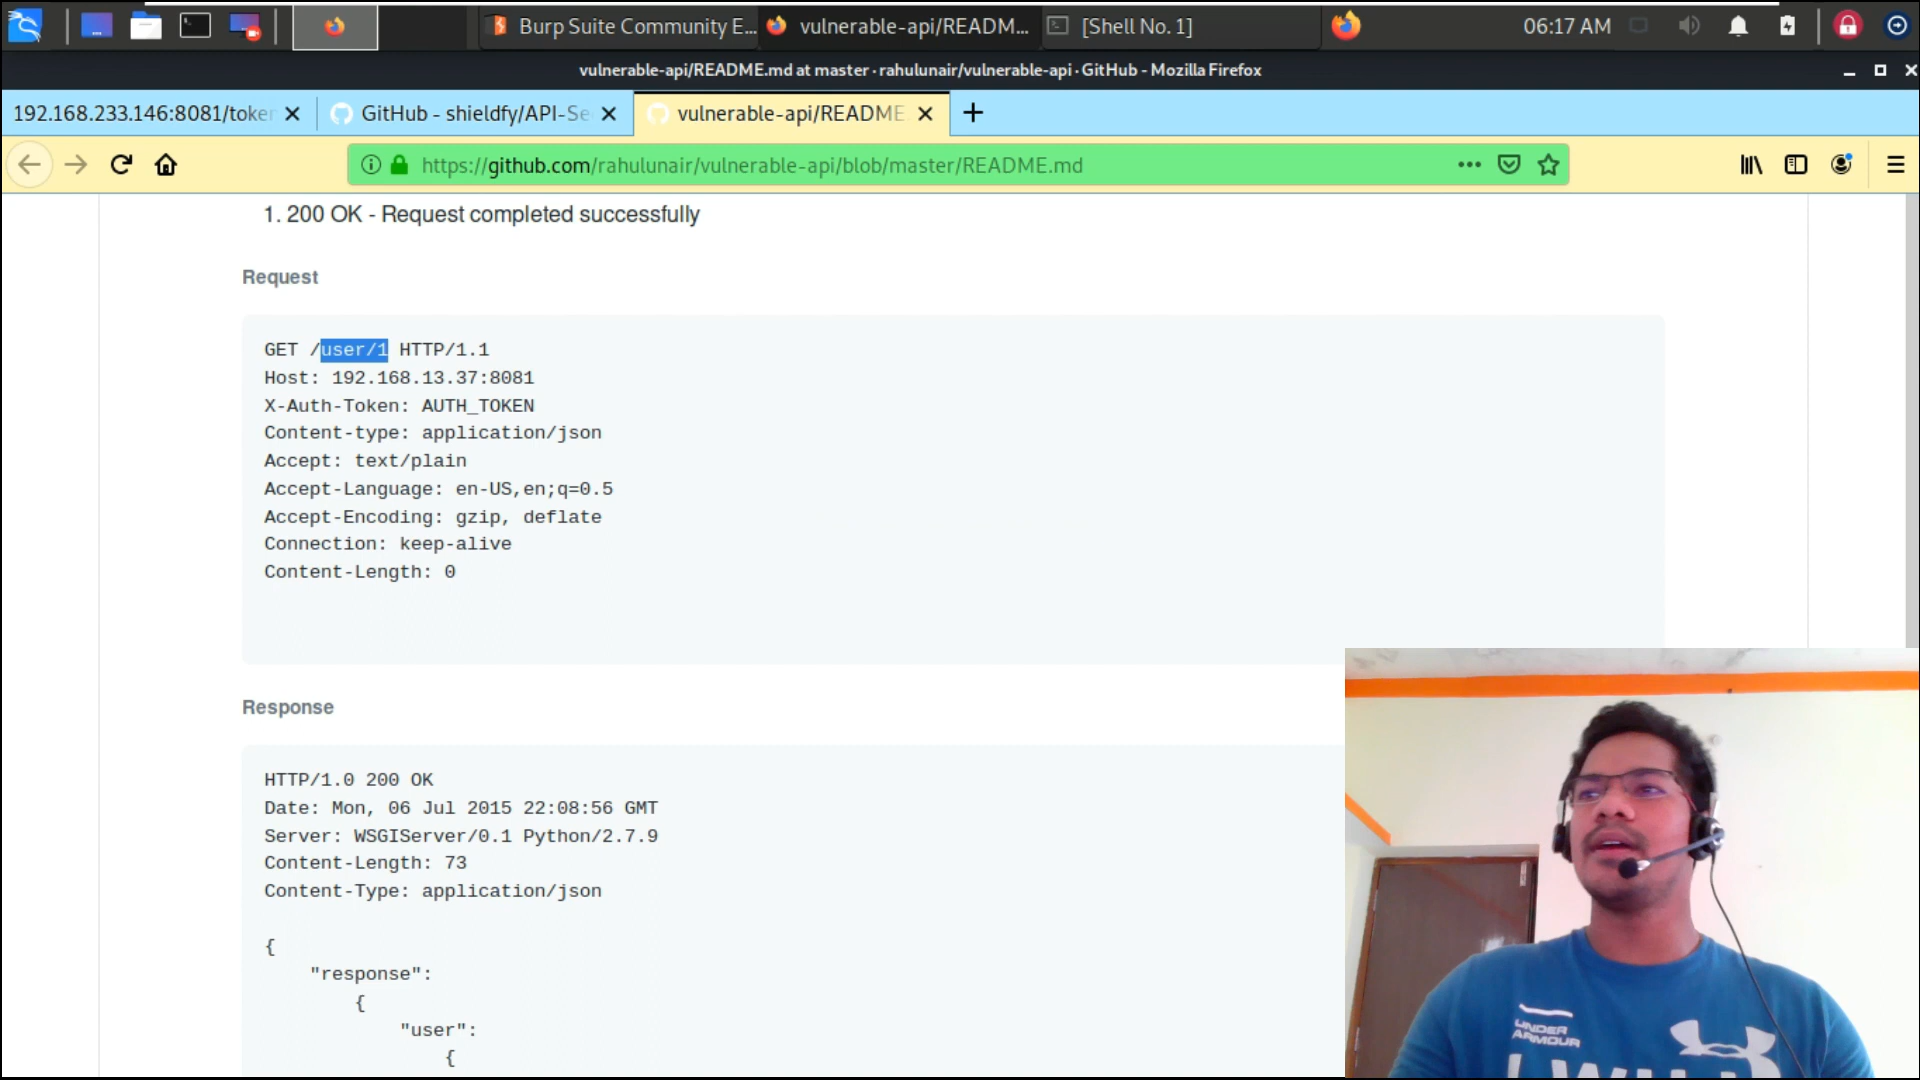 Burp Suite Community E...
vulnerable-api/READM...
[Shell No. 1]
06:17 AM
vulnerable-api/README.md at master · rahulunair/vulnerable-api · GitHub - Mozilla Firefox
192.168.233.146:8081/token
GitHub - shieldfy/API-Se
vulnerable-api/README
https://github.com/rahulunair/vulnerable-api/blob/master/README.md
1. 200 OK - Request completed successfully
Request
GET /user/1 HTTP/1.1
Host: 192.168.13.37:8081
X-Auth-Token: AUTH_TOKEN
Content-type: application/json
Accept: text/plain
Accept-Language: en-US,en;q=0.5
Accept-Encoding: gzip, deflate
Connection: keep-alive
Content-Length: 0
Response
HTTP/1.0 200 OK
Date: Mon, 06 Jul 2015 22:08:56 GMT
Server: WSGIServer/0.1 Python/2.7.9
Content-Length: 73
Content-Type: application/json
{
"response":
{
"user":
{
UNDER
ARMOUR